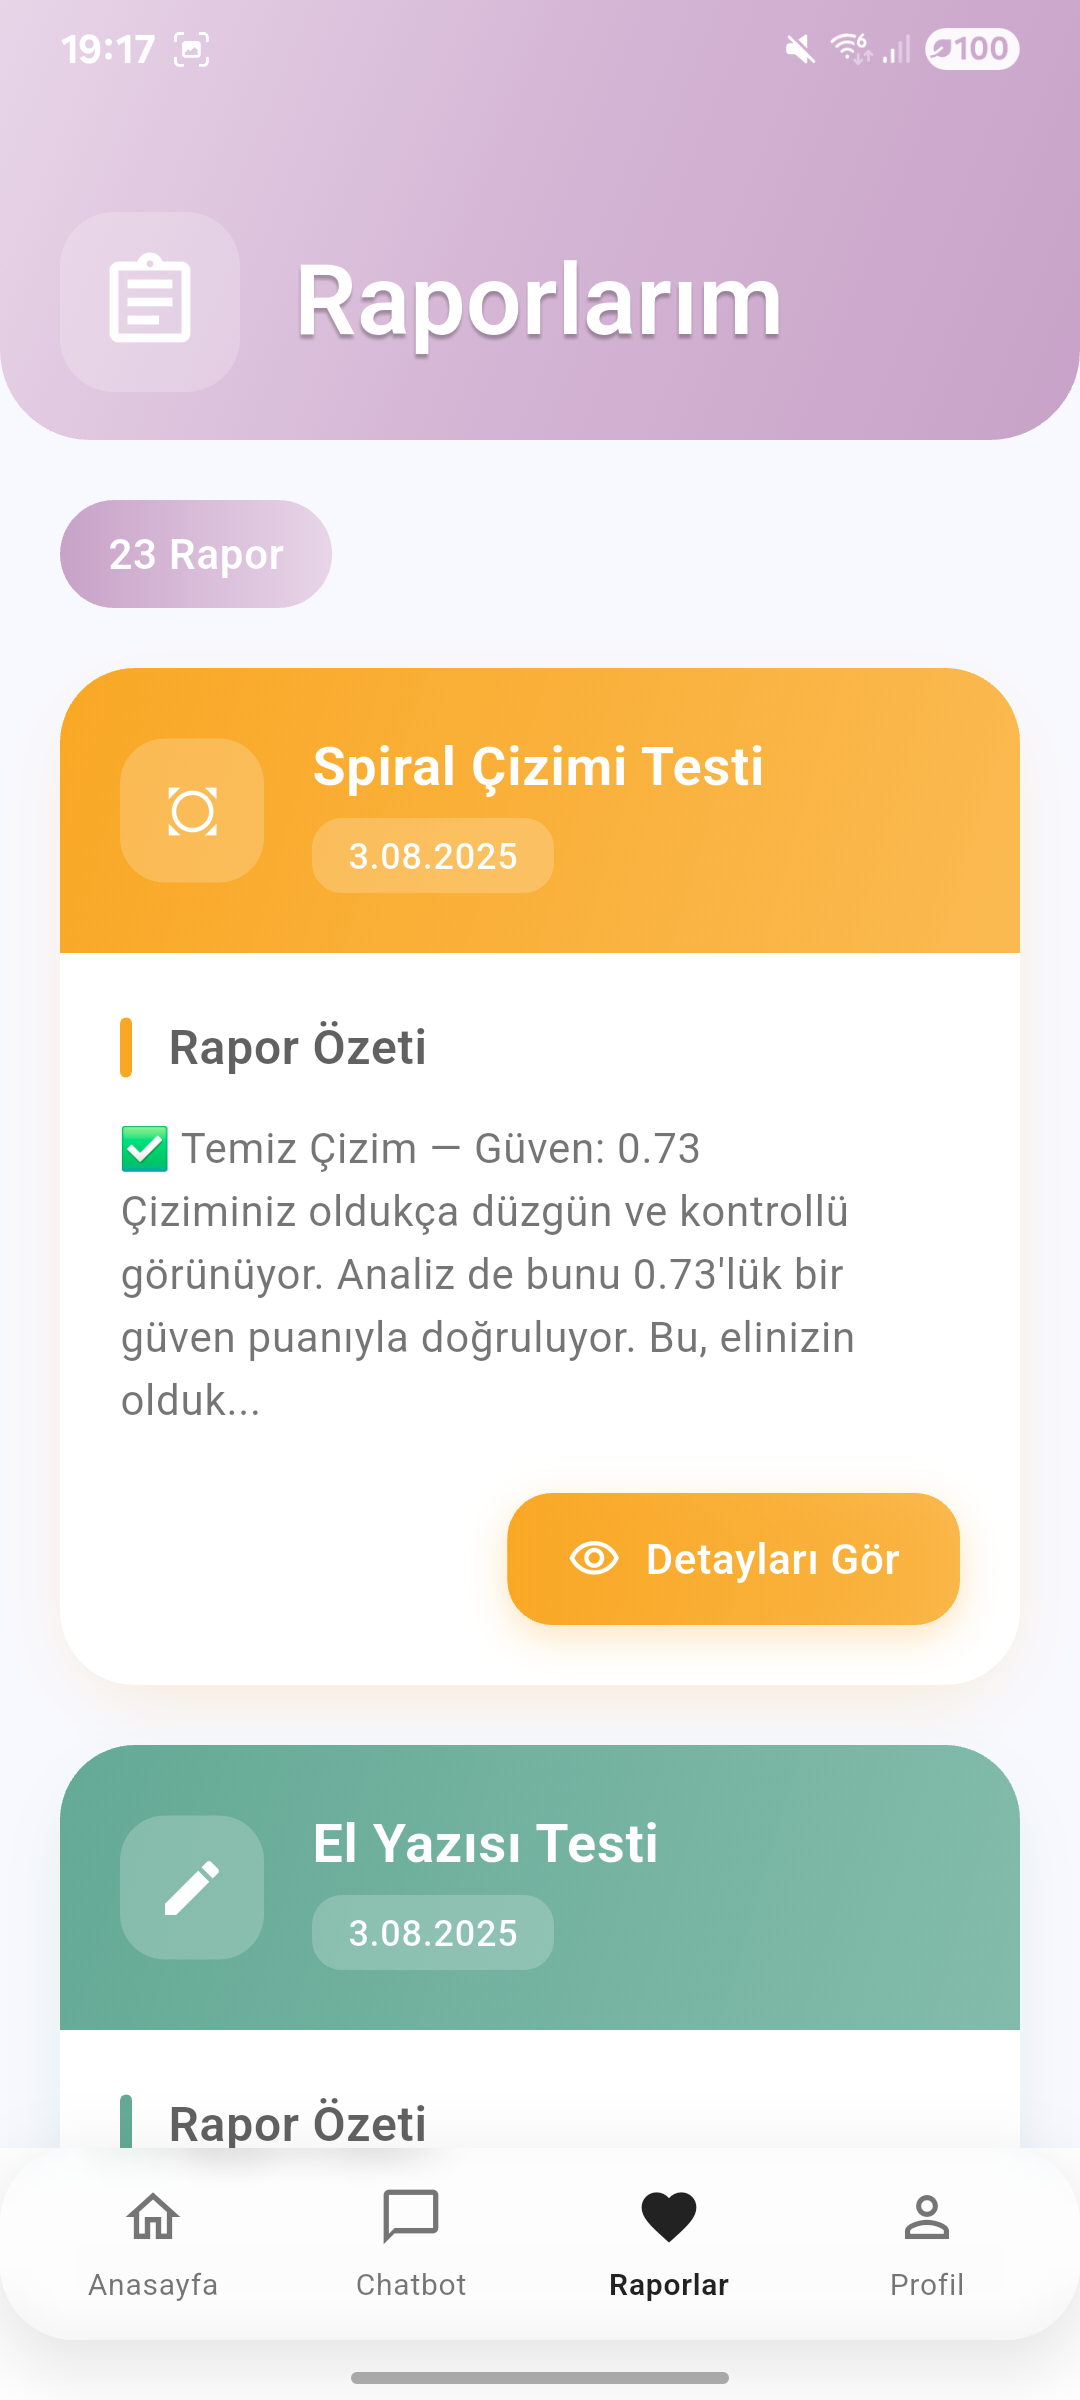 19:17
6
100
Raporlarım
23 Rapor
Spiral Çizimi Testi
3.08.2025
Rapor Özeti
✅ Temiz Çizim — Güven: 0.73
Çiziminiz oldukça düzgün ve kontrollü
görünüyor. Analiz de bunu 0.73'lük bir
güven puanıyla doğruluyor. Bu, elinizin
olduk...
Detayları Gör
El Yazısı Testi
3.08.2025
Rapor Özeti
Anasayfa
Chatbot
Raporlar
Profil